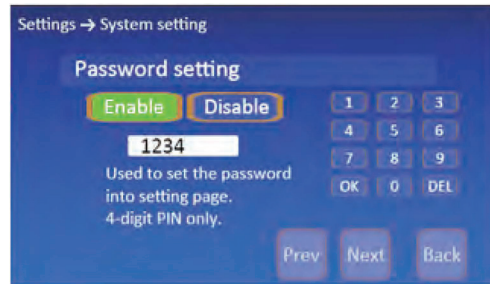 Settings → System setting
Password setting
Enable Disable
1234
Used to set the password
into setting page.
4-digit PIN only.
1 2 3
4 5 6
7 8 9
OK 0 DEL
Prev Next Back